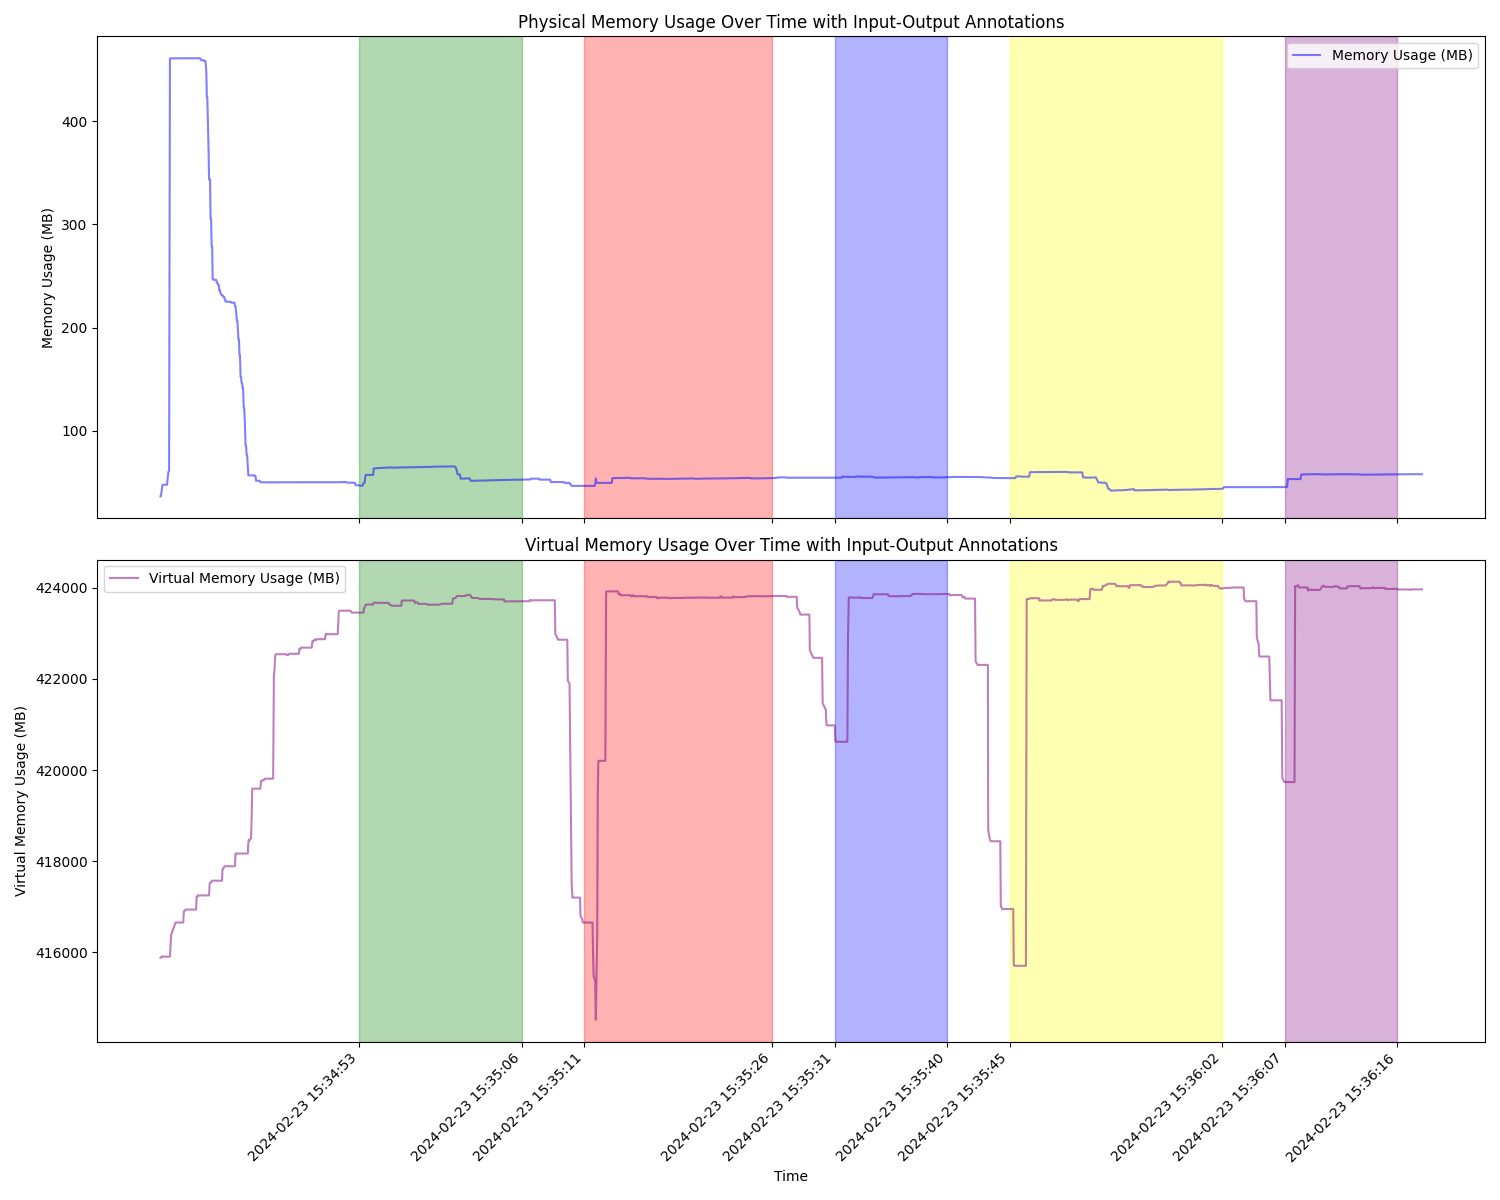 Physical Memory Usage Over Time with Input-Output Annotations
Memory Usage (MB)
400
300
200
100
Memory Usage (MB)
Virtual Memory Usage Over Time with Input-Output Annotations
Virtual Memory Usage (MB)
424000
422000
420000
418000
416000
Virtual Memory Usage (MB)
2024-02-23 15:34:53
2024-02-23 15:35:06
2024-02-23 15:35:11
2024-02-23 15:35:26
2024-02-23 15:35:31
2024-02-23 15:35:40
2024-02-23 15:35:45
2024-02-23 15:36:02
2024-02-23 15:36:07
2024-02-23 15:36:16
Time